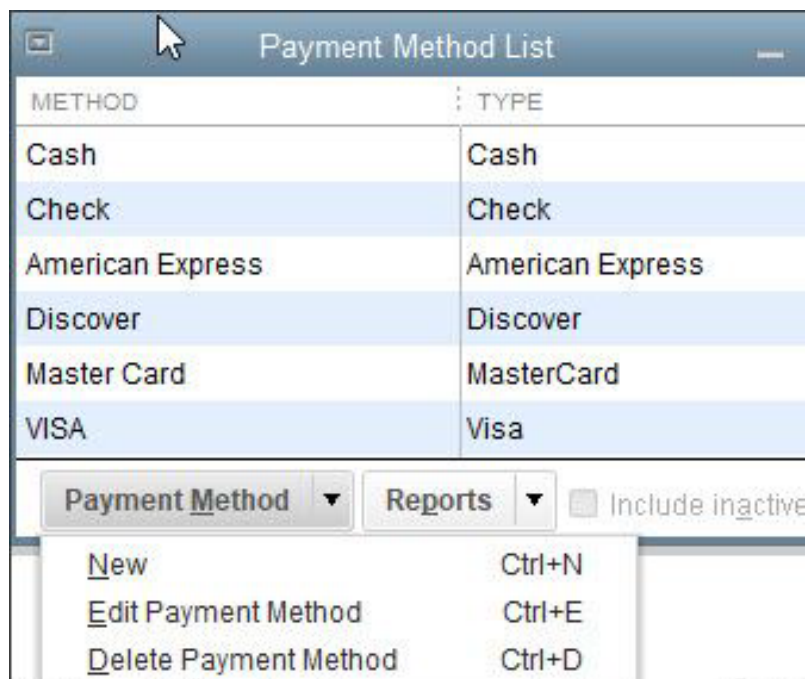 Payment Method List
METHOD TYPE
Cash Cash
Check Check
American Express American Express
Discover Discover
Master Card MasterCard
VISA Visa
Payment Method Reports Include inactive
New Ctrl+N
Edit Payment Method Ctrl+E
Delete Payment Method Ctrl+D